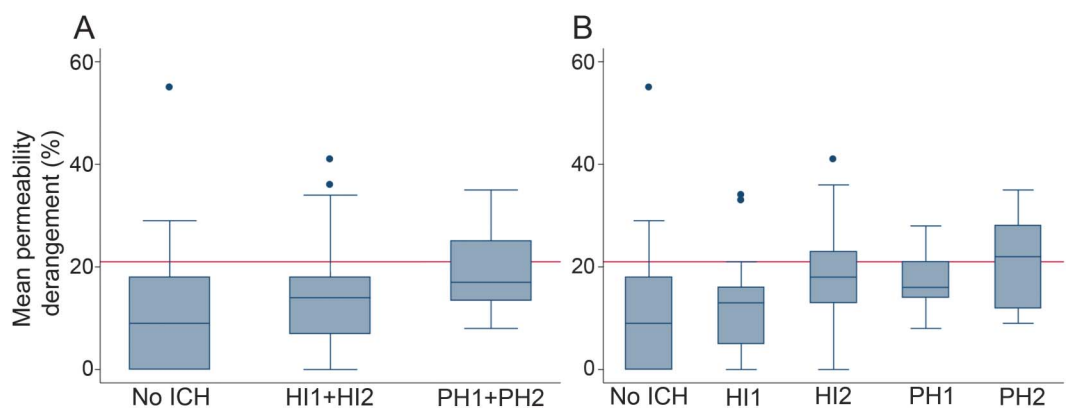 A
B
Mean permeability
derangement (%)
60
40
20
0
No ICH
HI1+HI2
PH1+PH2
60
40
20
0
No ICH
HI1
HI2
PH1
PH2